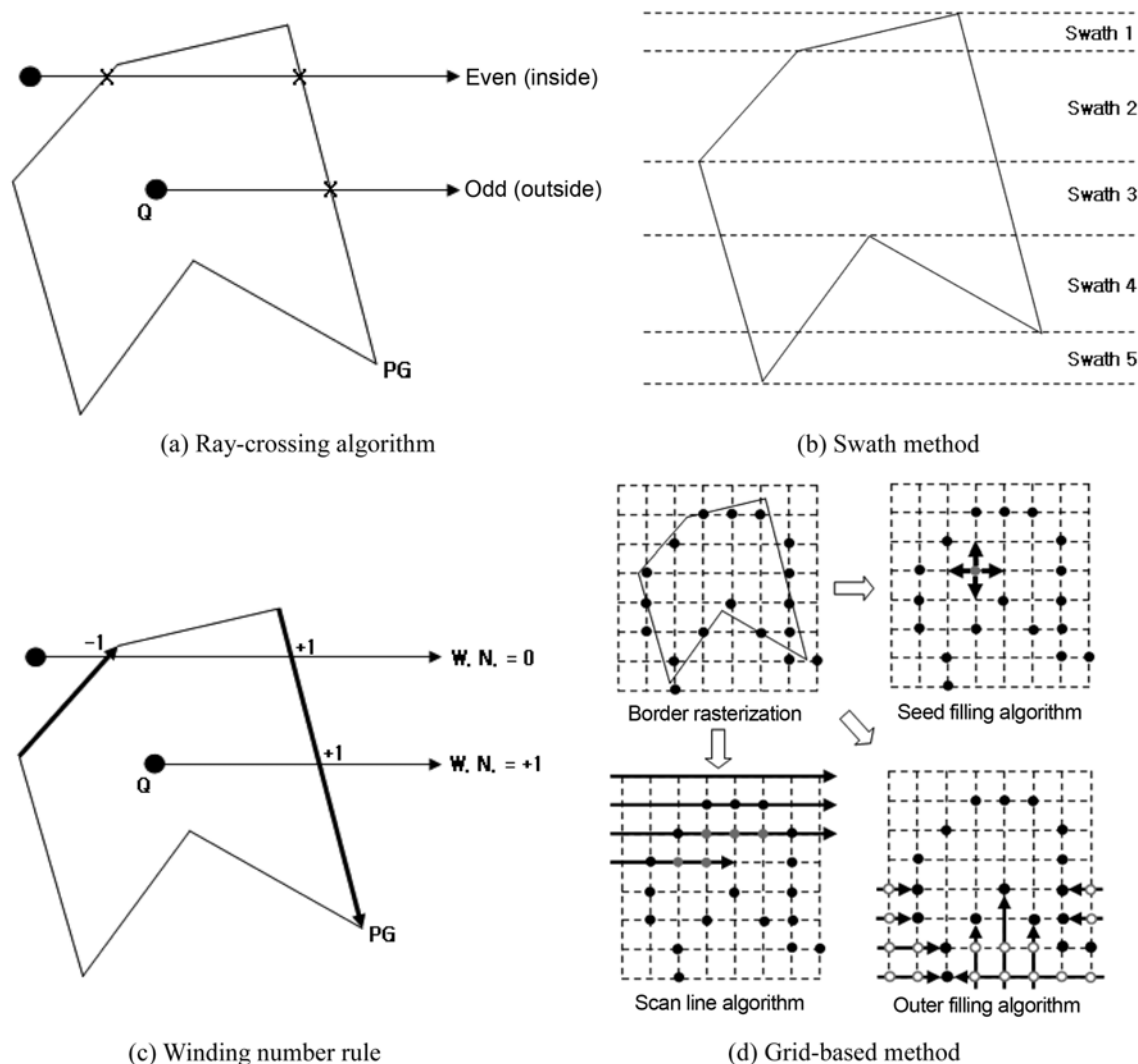 Even (inside)
Odd (outside)
Q
PG
(a) Ray-crossing algorithm
Swath 1
Swath 2
Swath 3
Swath 4
Swath 5
(b) Swath method
-1
+1
W. N. = 0
+1
Q
W. N. = +1
PG
(c) Winding number rule
Border rasterization
Seed filling algorithm
Scan line algorithm
Outer filling algorithm
(d) Grid-based method